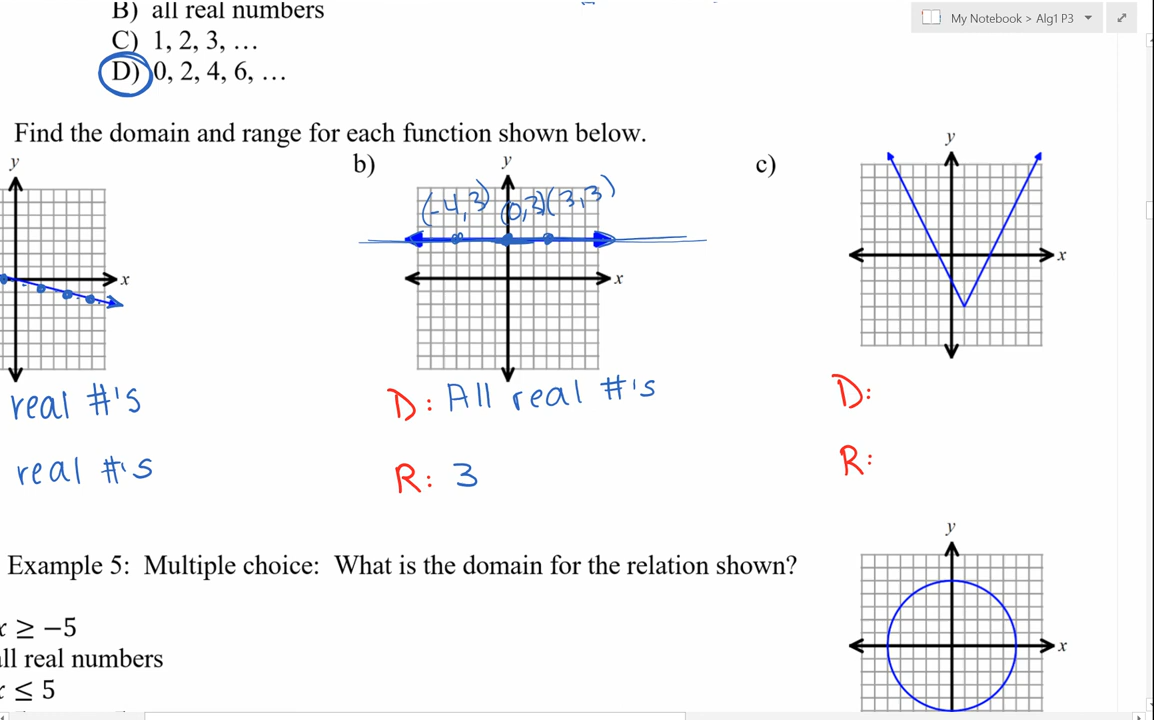 B) all real numbers
My Notebook > Alg1 P3
C) 1, 2, 3, …
D) 0, 2, 4, 6, …
Find the domain and range for each function shown below.
y
x
real #'s
real #'s
b)
y
(-4,3) (0,3) (3,3)
x
D: All real #'s
R: 3
c)
y
x
D:
R:
Example 5: Multiple choice: What is the domain for the relation shown?
y
x
x ≥ −5
all real numbers
x ≤ 5